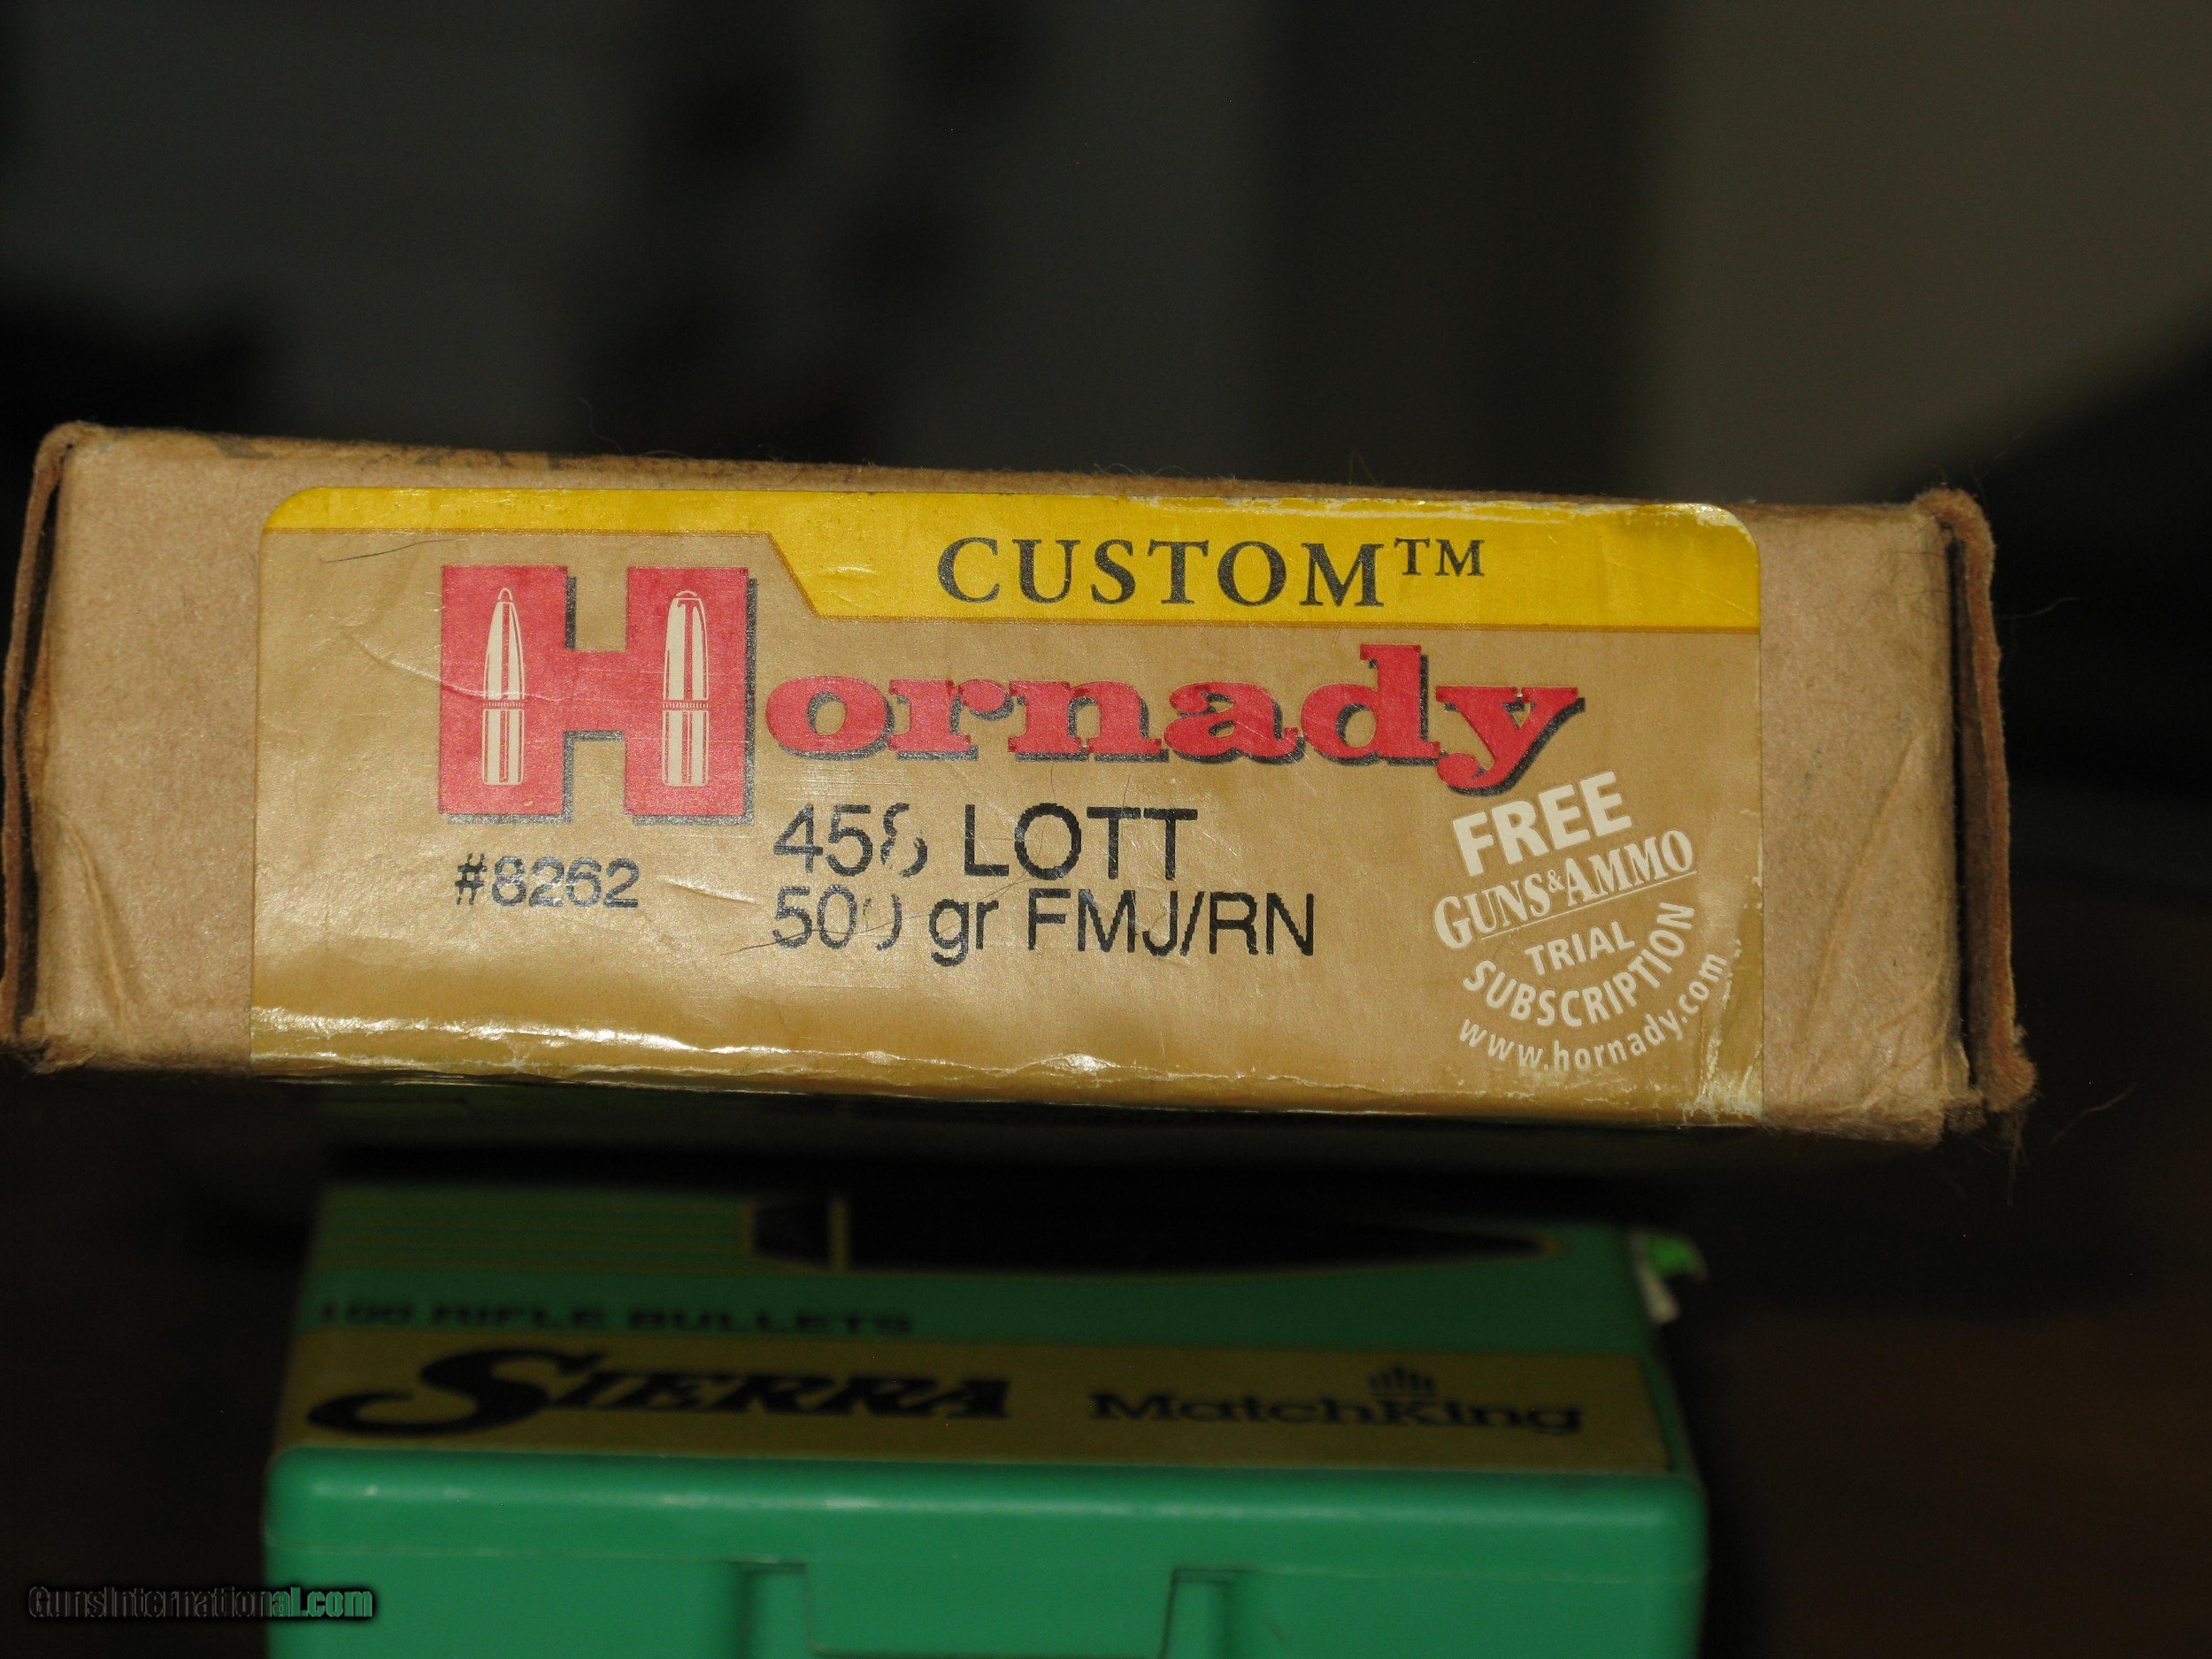 CUSTOM™
Hornady
458 LOTT
#8262
500 gr FMJ/RN
FREE
GUNS&AMMO
TRIAL
SUBSCRIPTION
www.hornady.com
100 RIFLE BULLETS
SIERRA MatchKing
GunsInternational.com